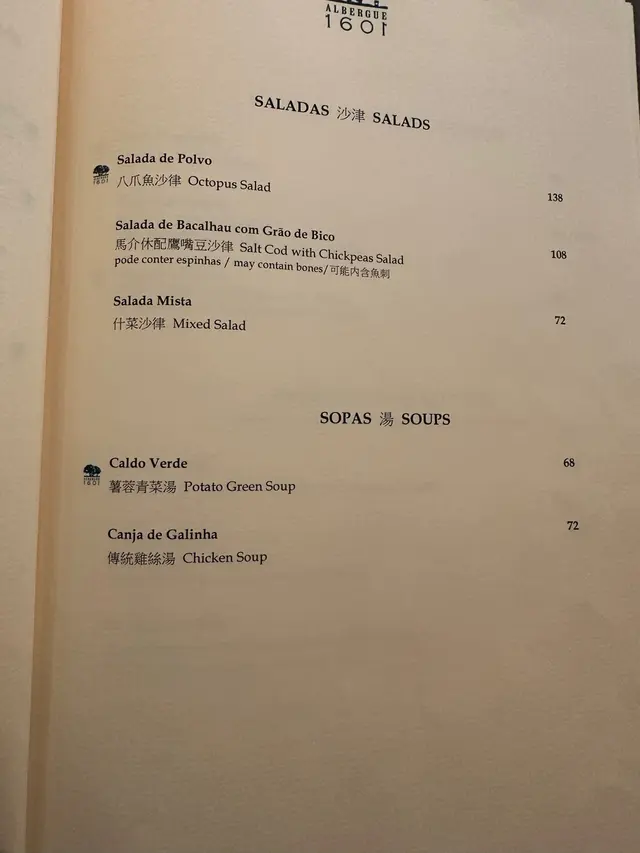 ALBERGUE
1601
SALADAS 沙津 SALADS
Salada de Polvo
1601 八爪魚沙律 Octopus Salad
138
Salada de Bacalhau com Grão de Bico
馬介休配鷹嘴豆沙律 Salt Cod with Chickpeas Salad
108
pode conter espinhas / may contain bones/可能內含魚刺
Salada Mista
什菜沙律 Mixed Salad
72
SOPAS 湯 SOUPS
Caldo Verde
68
1601 薯蓉青菜湯 Potato Green Soup
Canja de Galinha
72
傳統雞絲湯 Chicken Soup